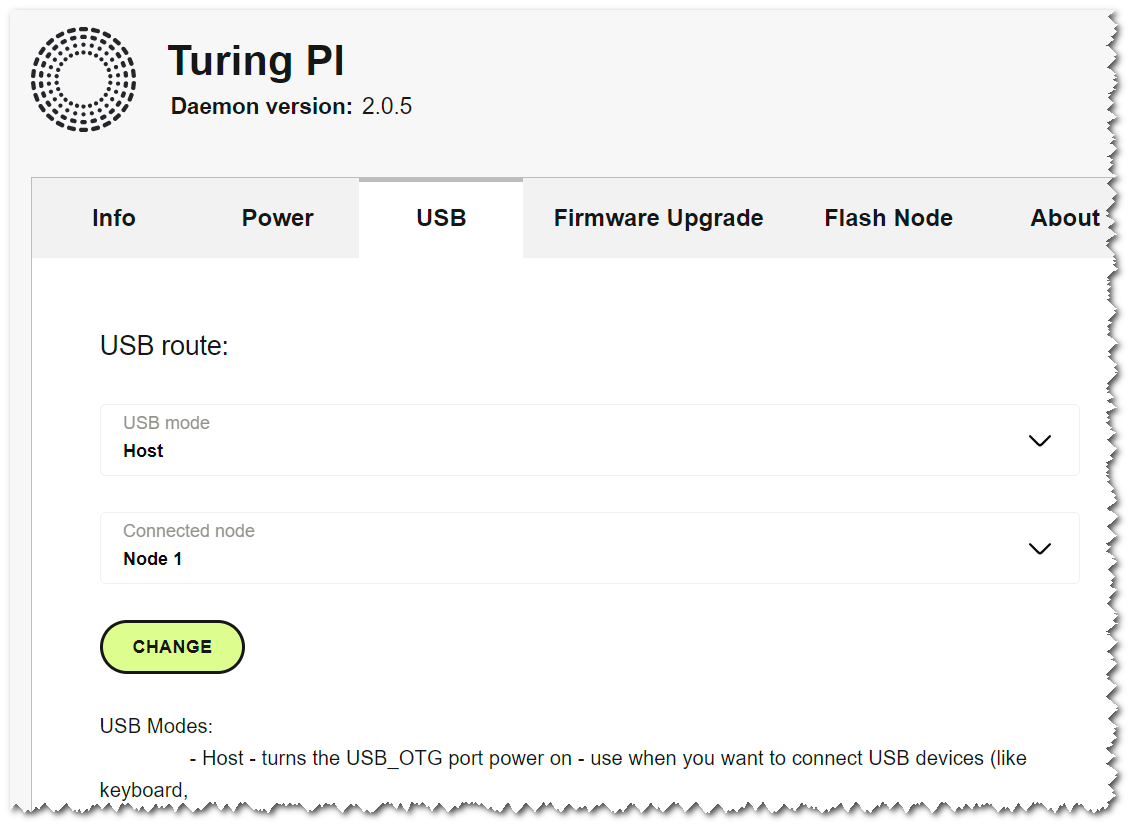 Turing PI
Daemon version: 2.0.5
Info Power USB Firmware Upgrade Flash Node About
USB route:
USB mode
Host
Connected node
Node 1
CHANGE
USB Modes:
- Host - turns the USB_OTG port power on - use when you want to connect USB devices (like
keyboard,